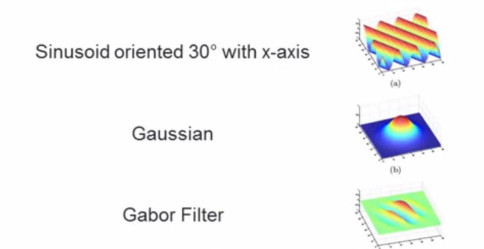 Sinusoid oriented 30° with x-axis
(a)
Gaussian
(b)
Gabor Filter